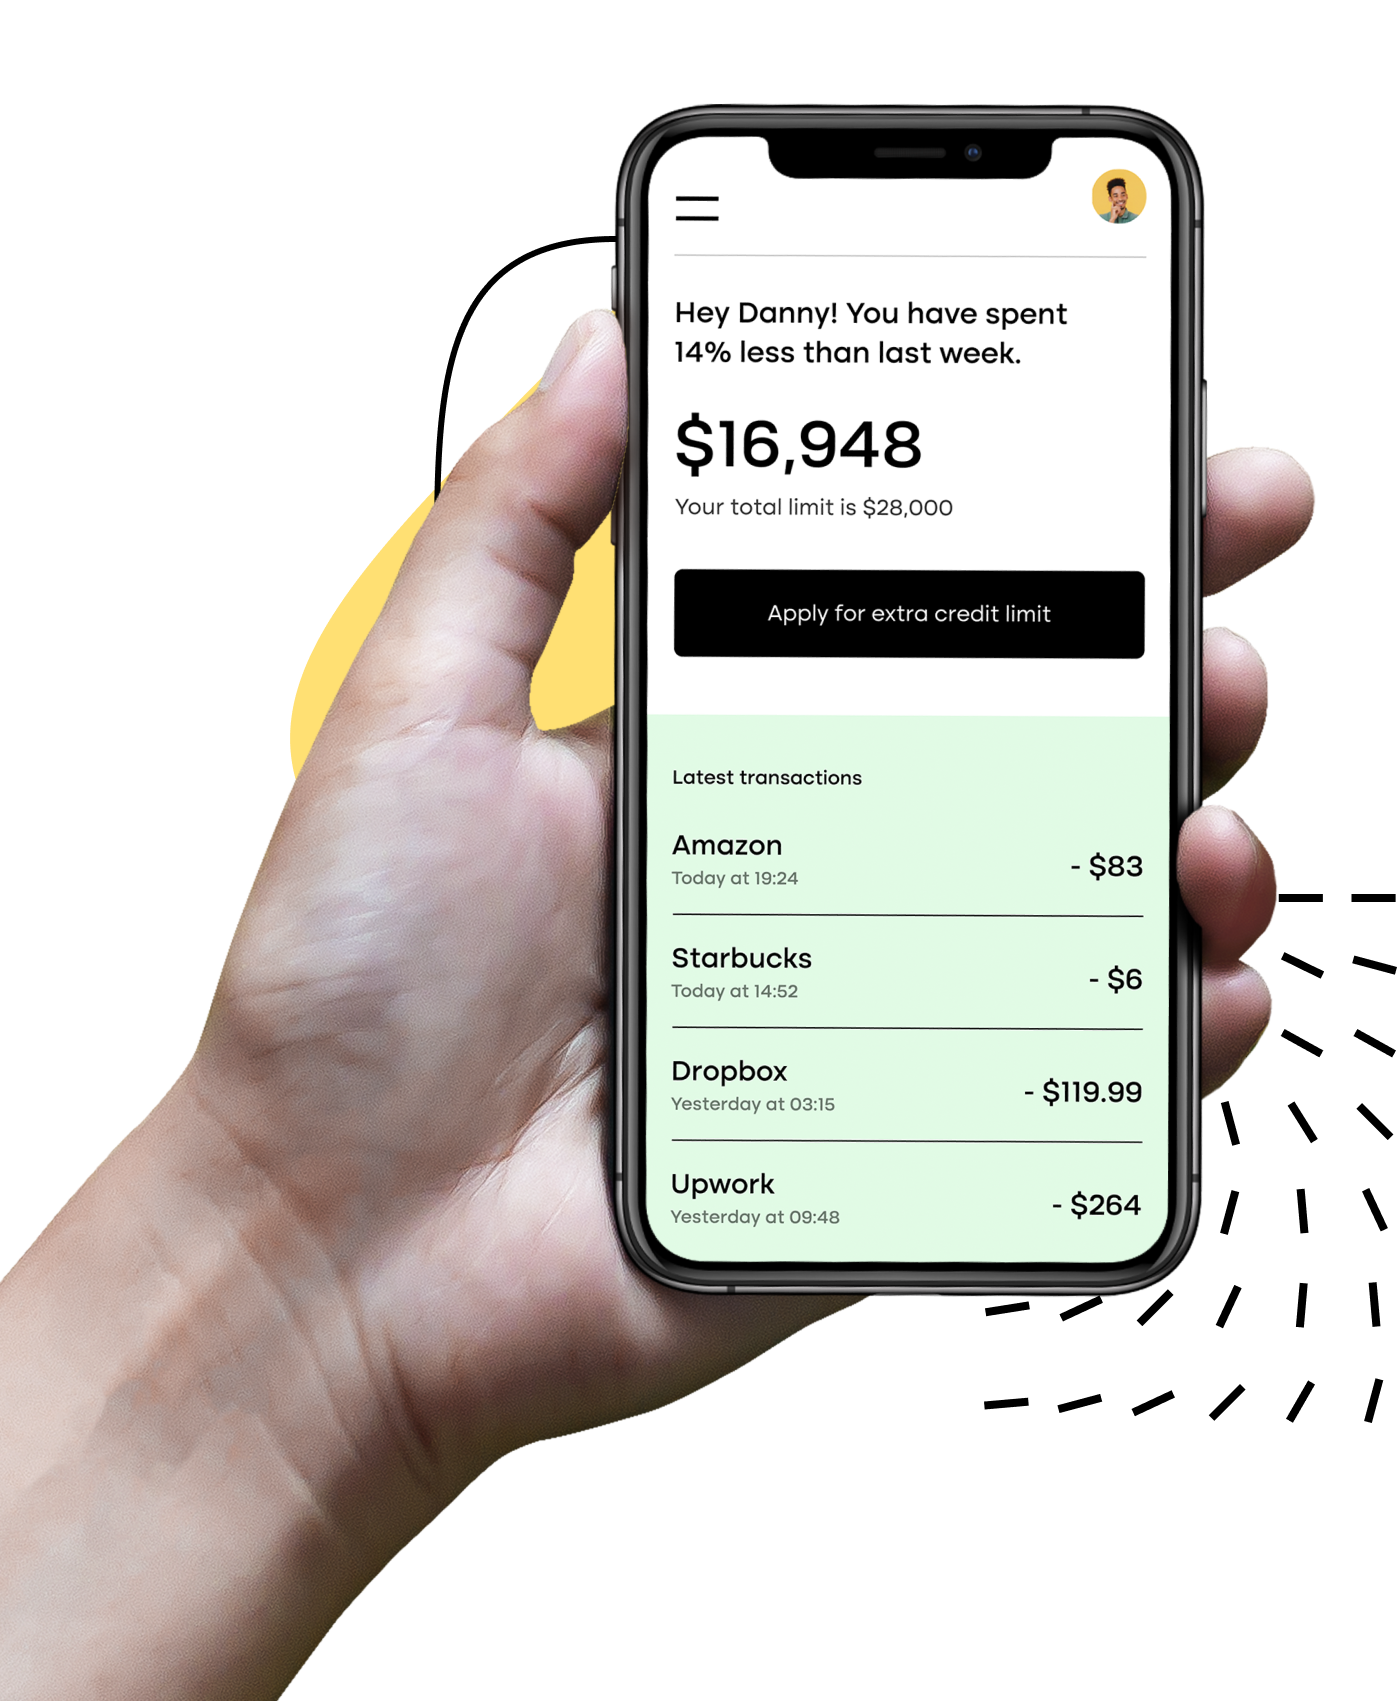 Hey Danny! You have spent
14% less than last week.
$16,948
Your total limit is $28,000
Apply for extra credit limit
Latest transactions
Amazon
Today at 19:24
- $83
Starbucks
Today at 14:52
- $6
Dropbox
Yesterday at 03:15
- $119.99
Upwork
Yesterday at 09:48
- $264